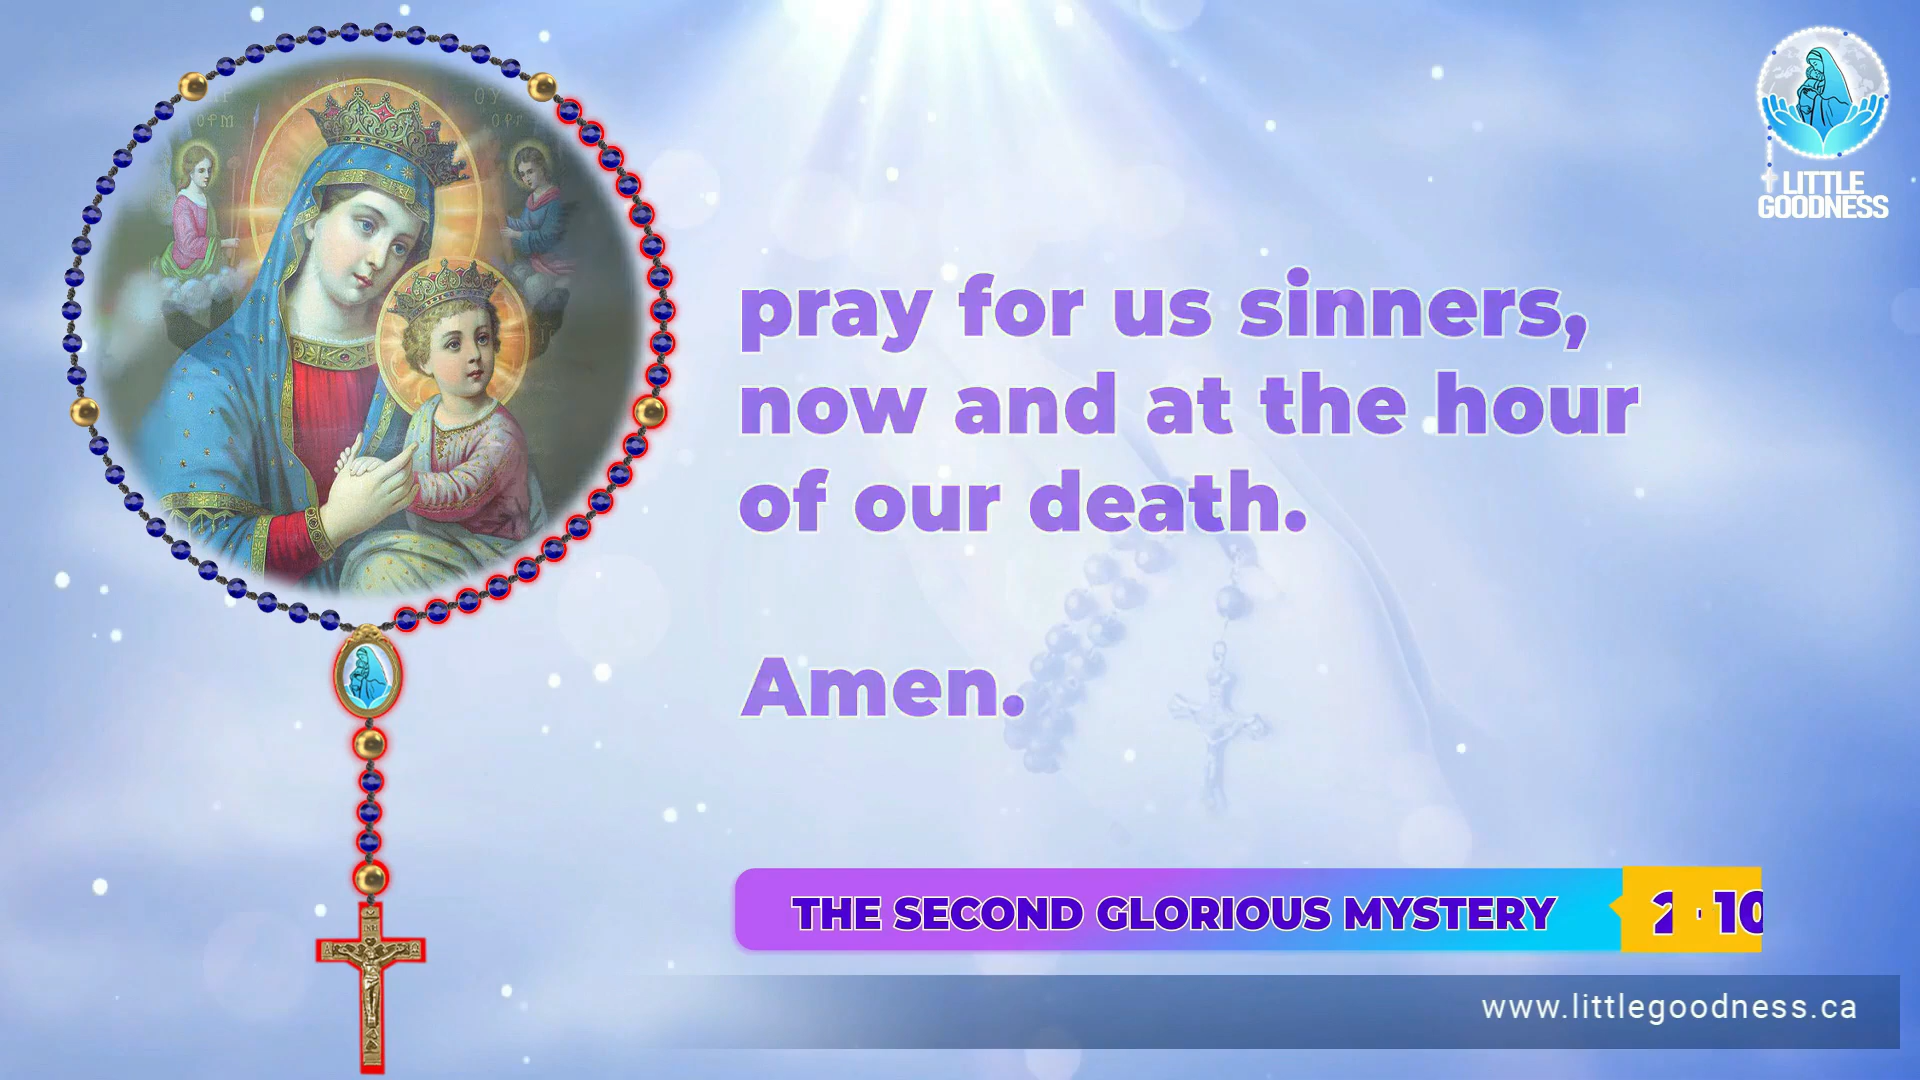 LITTLE
GOODNESS
pray for us sinners,
now and at the hour
of our death.
Amen.
THE SECOND GLORIOUS MYSTERY
10
www.littlegoodness.ca